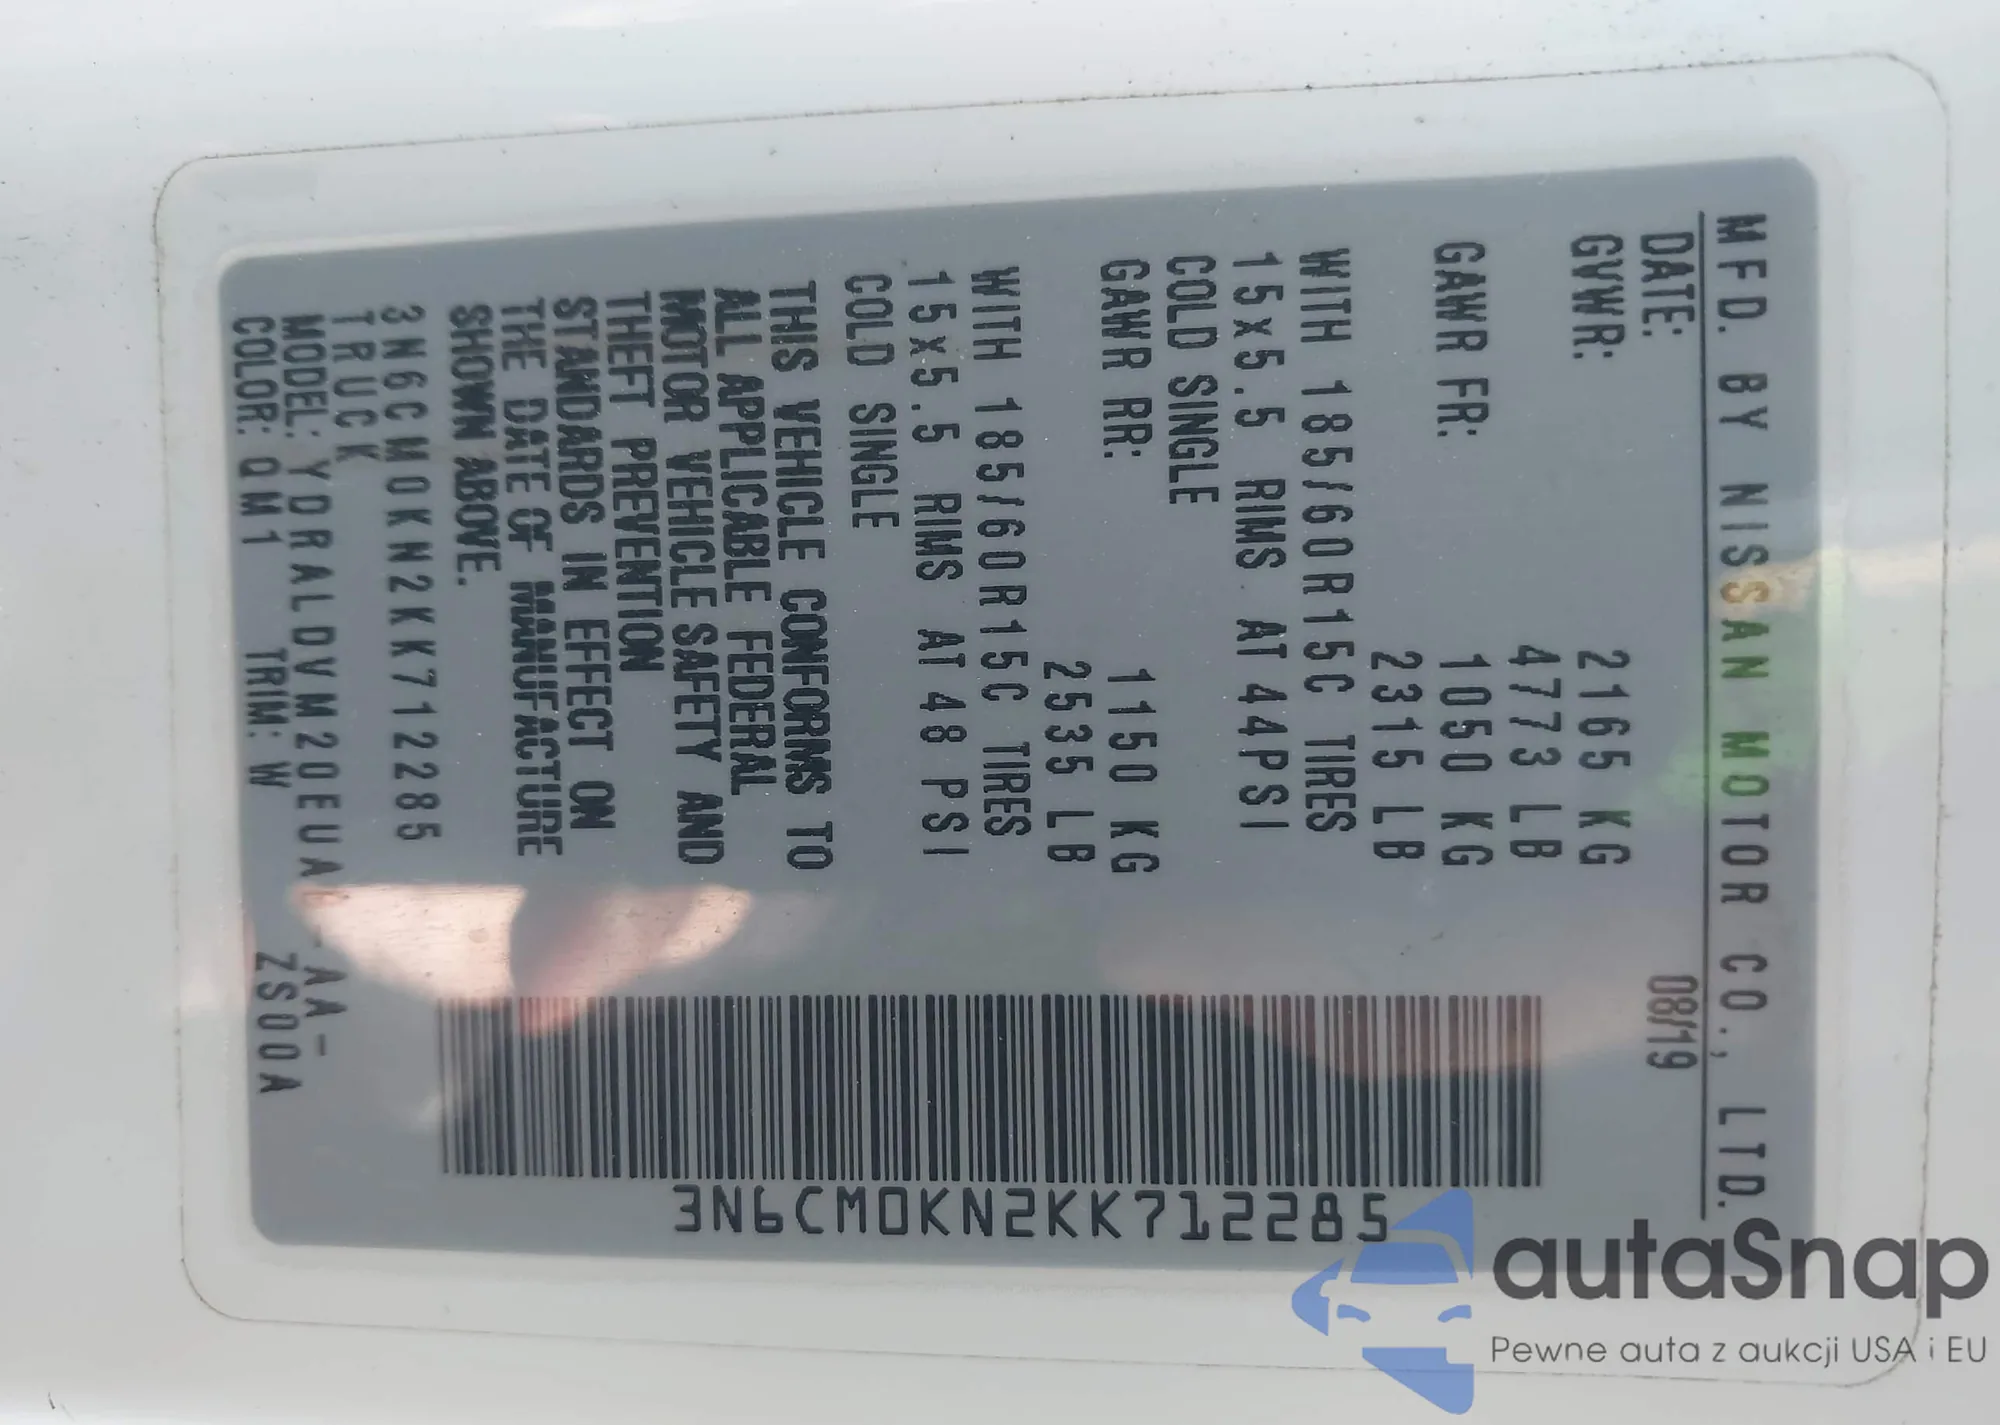 MFD. BY NISSAN MOTOR CO., LTD.
DATE: 08/19
GVWR: 2165 KG
4773 LB
GAWR FR: 1050 KG
2315 LB
WITH 185/60R15C TIRES
15x5.5 RIMS AT 44PSI
COLD SINGLE
GAWR RR: 1150 KG
2535 LB
WITH 185/60R15C TIRES
15x5.5 RIMS AT 48 PSI
COLD SINGLE
THIS VEHICLE CONFORMS TO
ALL APPLICABLE FEDERAL
MOTOR VEHICLE SAFETY AND
THEFT PREVENTION
STANDARDS IN EFFECT ON
THE DATE OF MANUFACTURE
SHOWN ABOVE.
3N6CM0KN2KK712285
TRUCK
MODEL: YDRALDVM20EUA-AA-
COLOR: QM1 TRIM: W ZS00A
3N6CM0KN2KK712285
autaSnap
Pewne auta z aukcji USA i EU